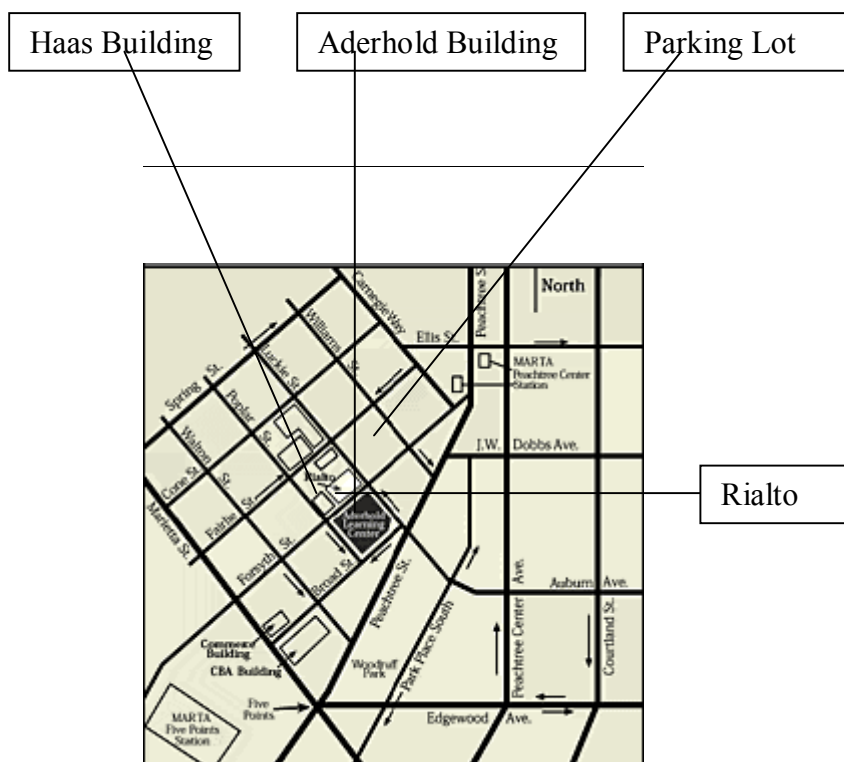 Haas Building
Aderhold Building
Parking Lot
North
Peachtree S
Carnegie Way
Williams St.
Ellis St.
Luckie St
MARTA
Peachtree Center
Station
Spring St.
Poplar St.
Walton St.
J.W. Dobbs Ave.
Cone St
Rialto
Rialto
Marietta St.
Fairlie St.
Aderhold
Learning
Center
Forsyth St.
Broad St
Peachtree St.
Auburn Ave.
Peachtree Center Ave.
Courtland St.
Park Place South
Commerce
Building
CBA Building
Woodruff
Park
Five
Points
MARTA
Five Points
Station
Edgewood Ave.